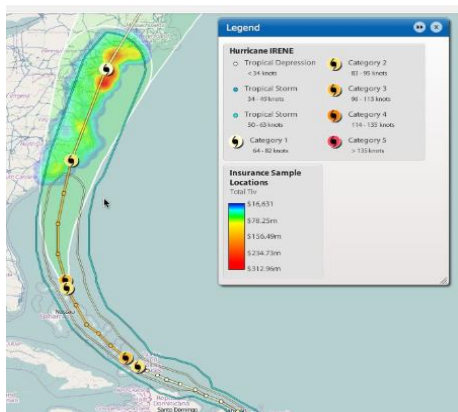 Legend
Hurricane IRENE
Tropical Depression
< 34 knots
Tropical Storm
34 - 49 knots
Tropical Storm
50 - 63 knots
Category 1
64 - 82 knots
Category 2
83 - 95 knots
Category 3
96 - 113 knots
Category 4
114 - 135 knots
Category 5
> 135 knots
Insurance Sample
Locations
Total Tiv
$16,631
$78.25m
$156.49m
$234.73m
$312.96m
Nassau
Dominicana
Santo Domingo